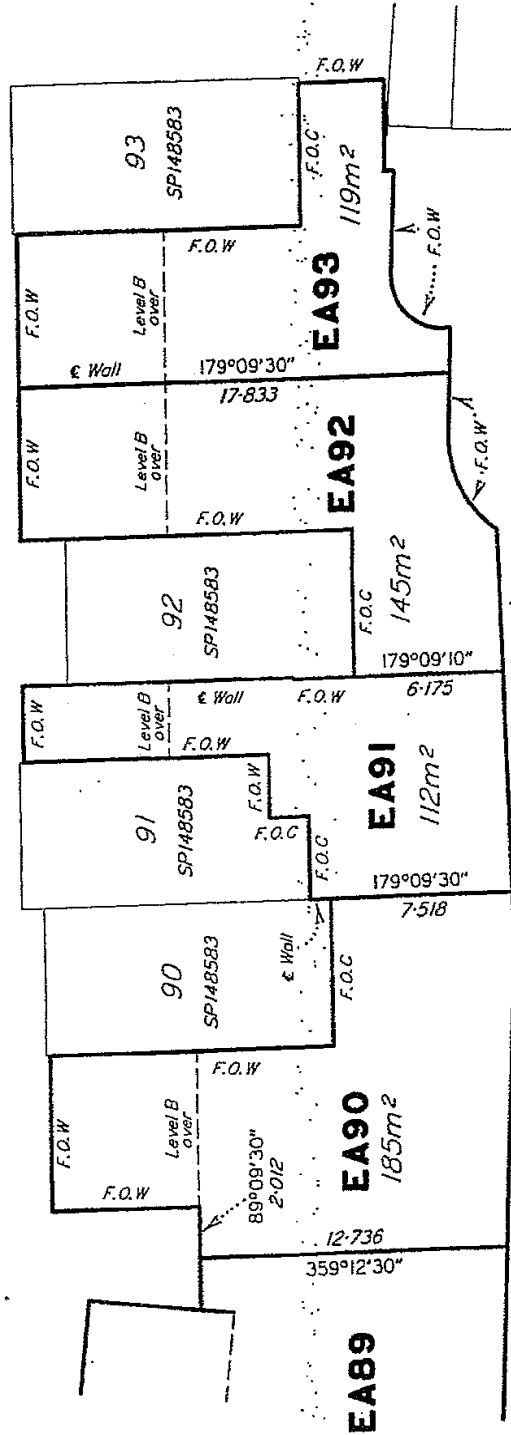 F.O.W
93
SP148583
F.O.C
119m²
F.O.W
F.O.W
F.O.W
Level B
over
EA93
℄ Wall
179°09'30"
17·833
F.O.W
Level B
over
EA92
F.O.W
F.O.W
92
SP148583
F.O.C
145m²
179°09'10"
6·175
℄ Wall
F.O.W
F.O.W
Level B
over
F.O.W
EA91
112m²
F.O.W
91
SP148583
F.O.C
F.O.C
179°09'30"
7·518
℄ Wall
90
SP148583
F.O.C
F.O.W
F.O.W
Level B
over
EA90
185m²
F.O.W
89°09'30"
2·012
12·736
359°12'30"
EA89